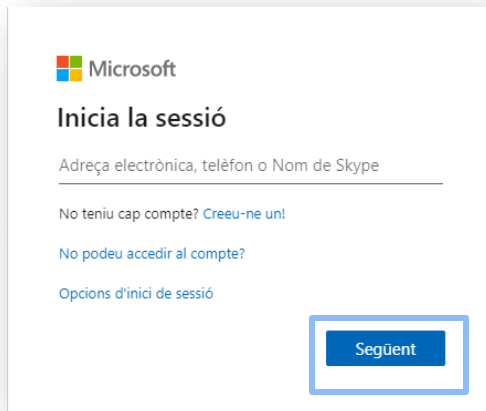 Microsoft
Inicia la sessió
Adreça electrònica, telèfon o Nom de Skype
No teniu cap compte? Creeu-ne un!
No podeu accedir al compte?
Opcions d'inici de sessió
Següent